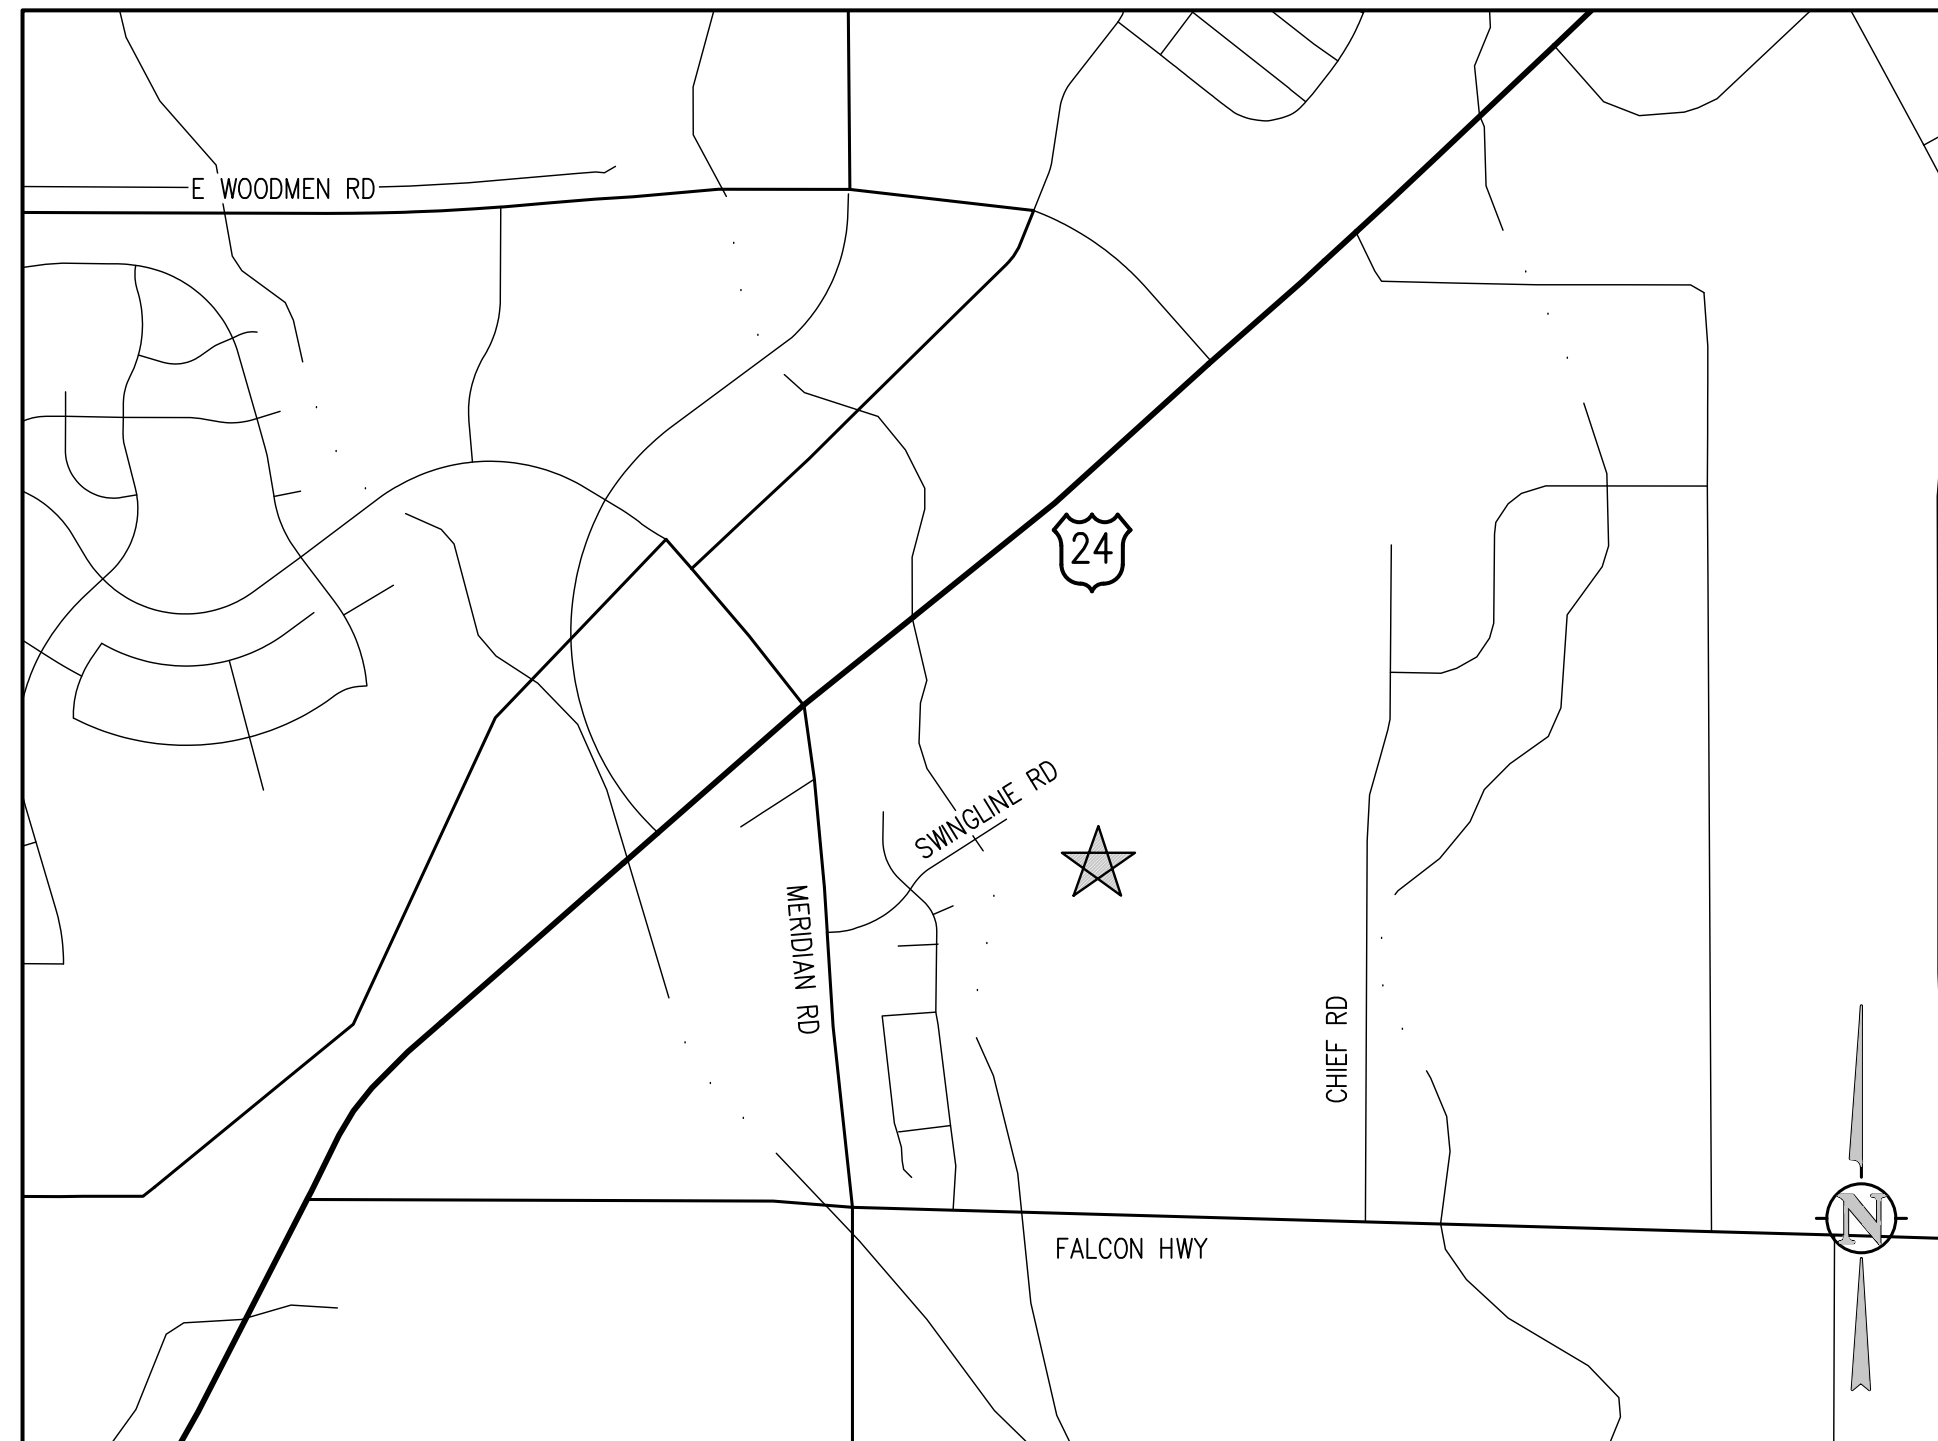 E WOODMEN RD
24
SWINGLINE RD
MERIDIAN RD
CHIEF RD
N
FALCON HWY